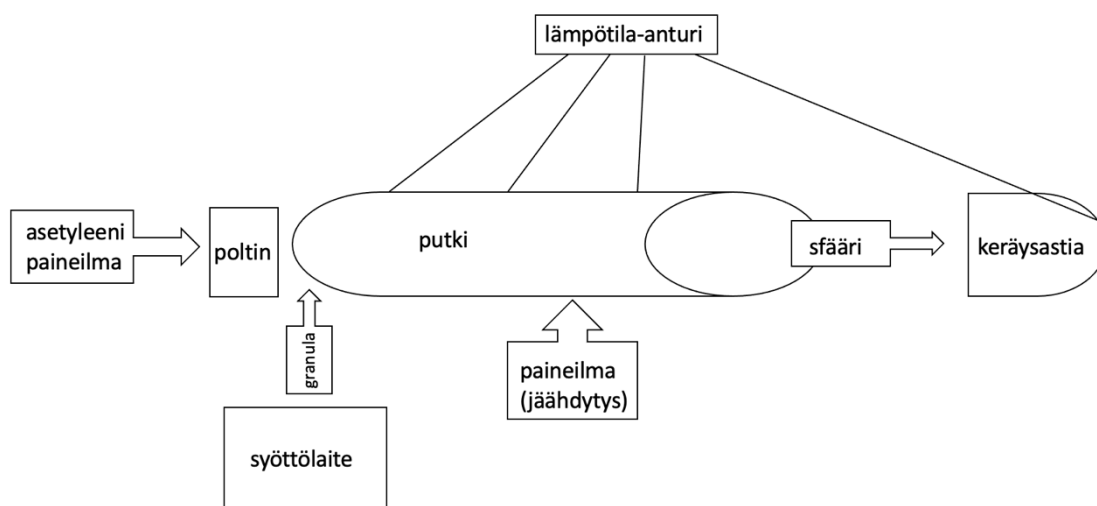 lämpötila-anturi
asetyleeni
paineilma
poltin
putki
sfääri
keräysastia
granula
paineilma
(jäähdytys)
syöttölaite